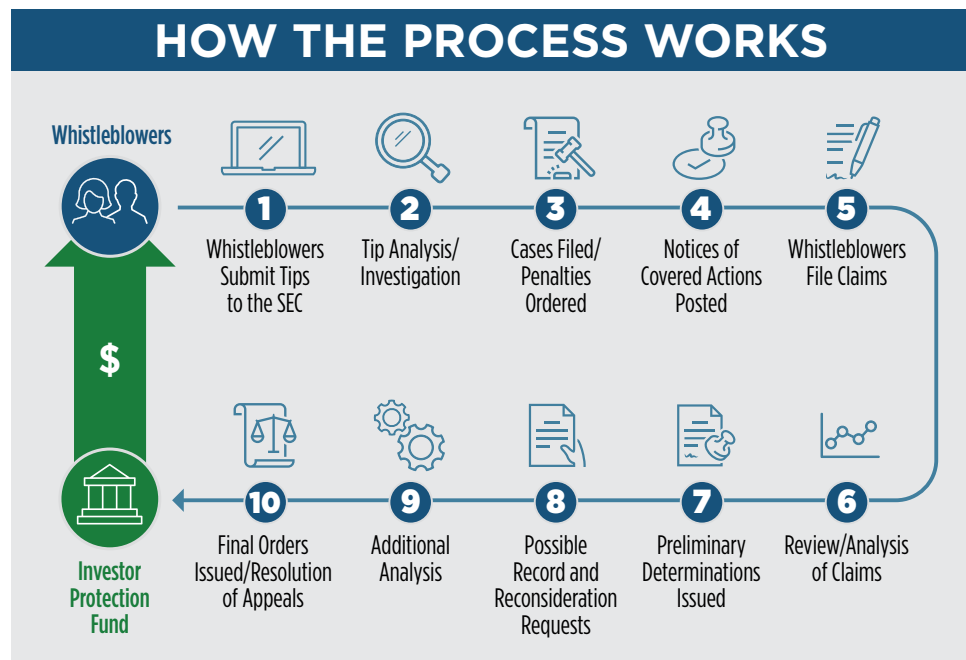 HOW THE PROCESS WORKS
Whistleblowers
1
Whistleblowers
Submit Tips
to the SEC
2
Tip Analysis/
Investigation
3
Cases Filed/
Penalties
Ordered
4
Notices of
Covered Actions
Posted
5
Whistleblowers
File Claims
6
Review/Analysis
of Claims
7
Preliminary
Determinations
Issued
8
Possible
Record and
Reconsideration
Requests
9
Additional
Analysis
10
Final Orders
Issued/Resolution
of Appeals
Investor
Protection
Fund
$